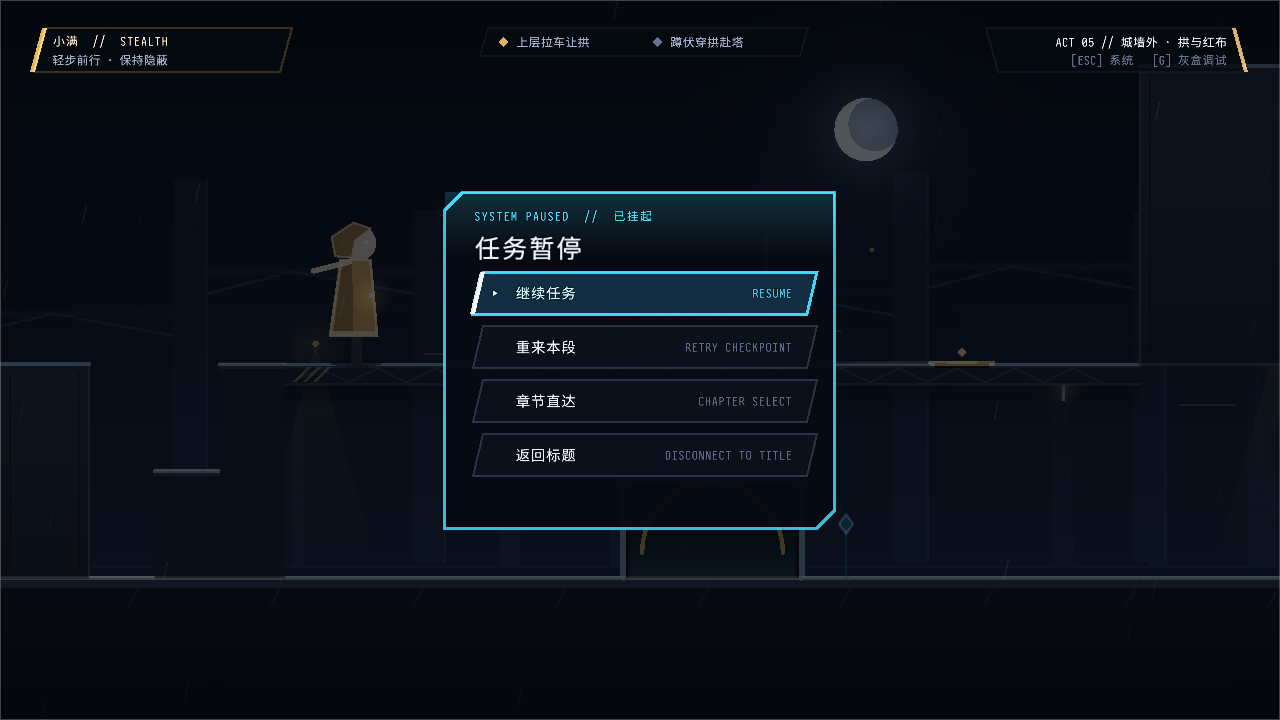 小满 // STEALTH
轻步前行 · 保持隐蔽
上层拉车让拱
蹲伏穿拱赴塔
ACT 05 // 城墙外 · 拱与红布
[ESC] 系统 [G] 灰盒调试
SYSTEM PAUSED // 已挂起
任务暂停
继续任务 RESUME
重来本段 RETRY CHECKPOINT
章节直达 CHAPTER SELECT
返回标题 DISCONNECT TO TITLE